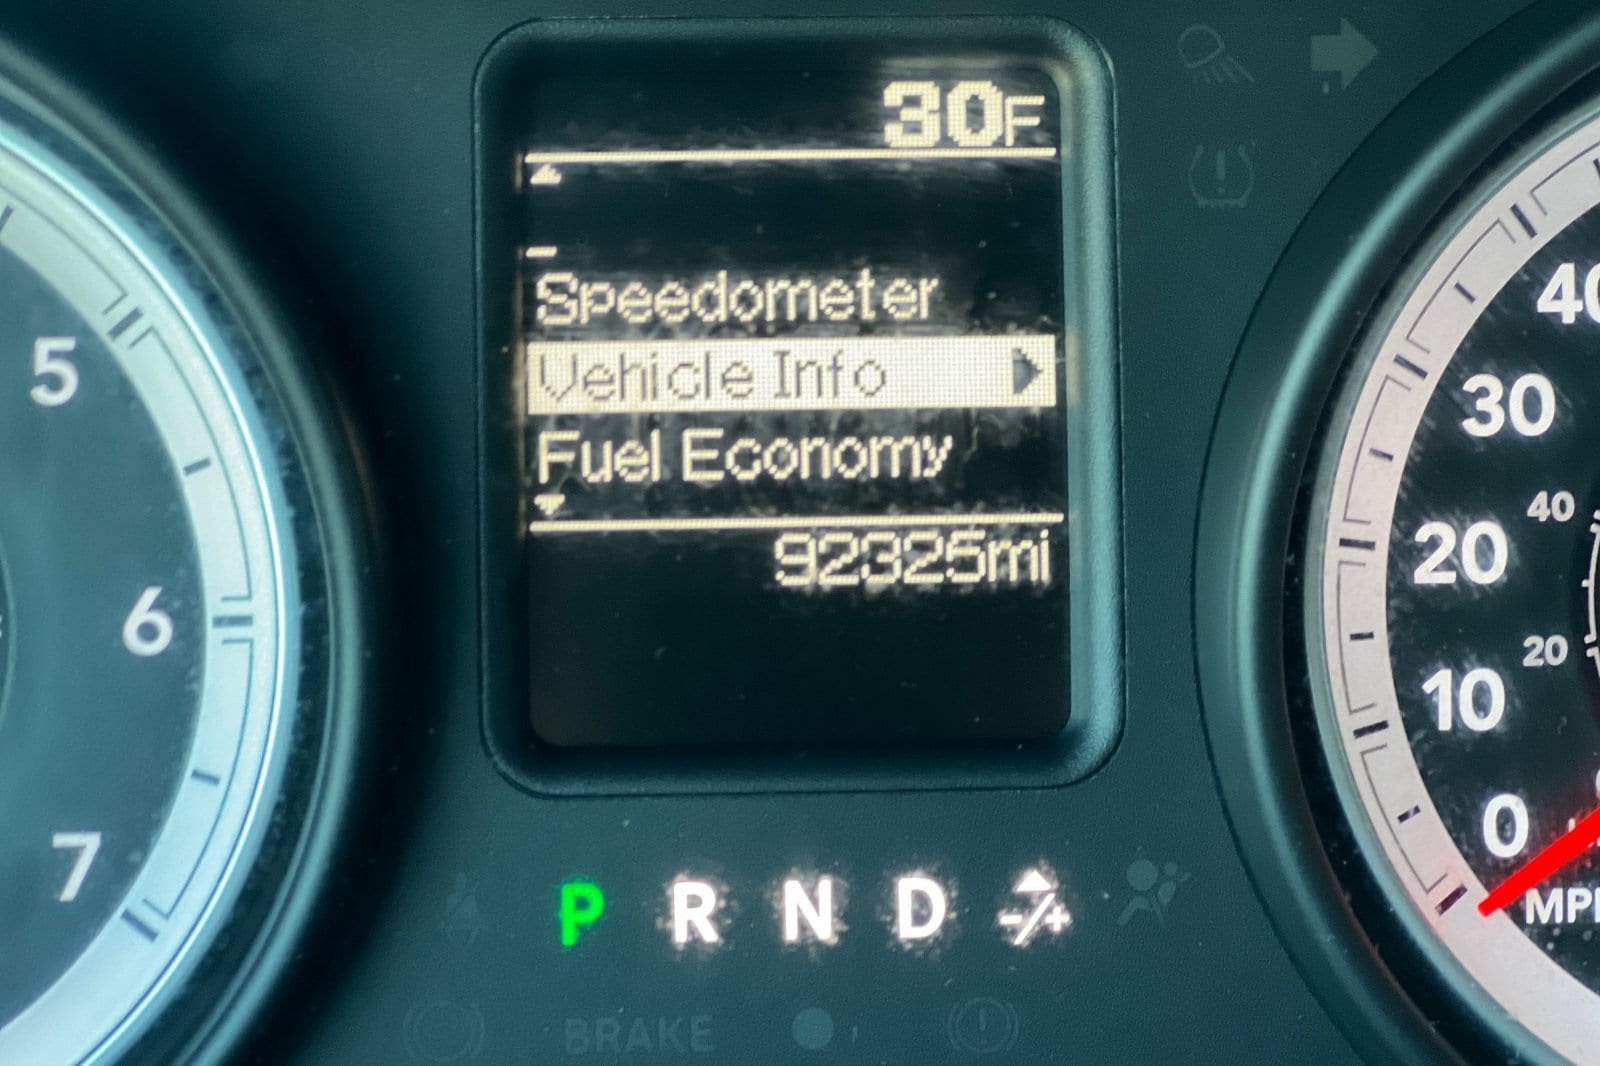 30F
Speedometer
Vehicle Info
Fuel Economy
92325mi
5
6
7
40
30
20
10
0
40
20
MPH
P R N D -/+
BRAKE